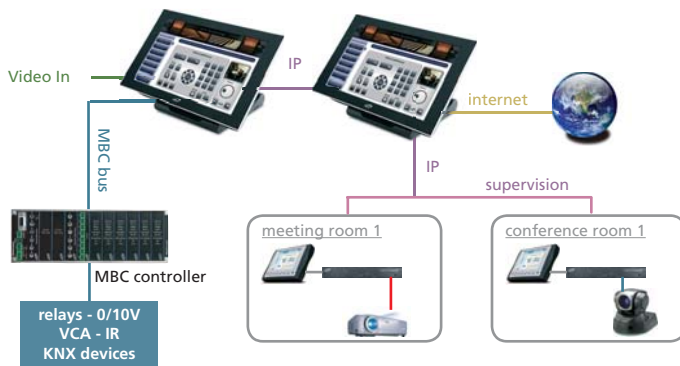 Video In
IP
internet
MBC bus
IP
supervision
meeting room 1
conference room 1
MBC controller
relays - 0/10V
VCA - IR
KNX devices